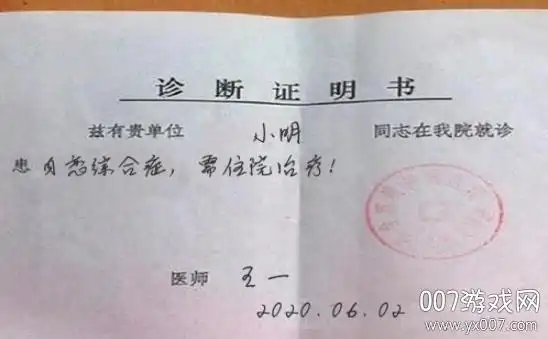 诊断证明书
兹有贵单位 小明 同志在我院就诊
患 自愈综合症，需住院治疗！
医师 王一
2020.06.02
007游戏网
www.yx007.com